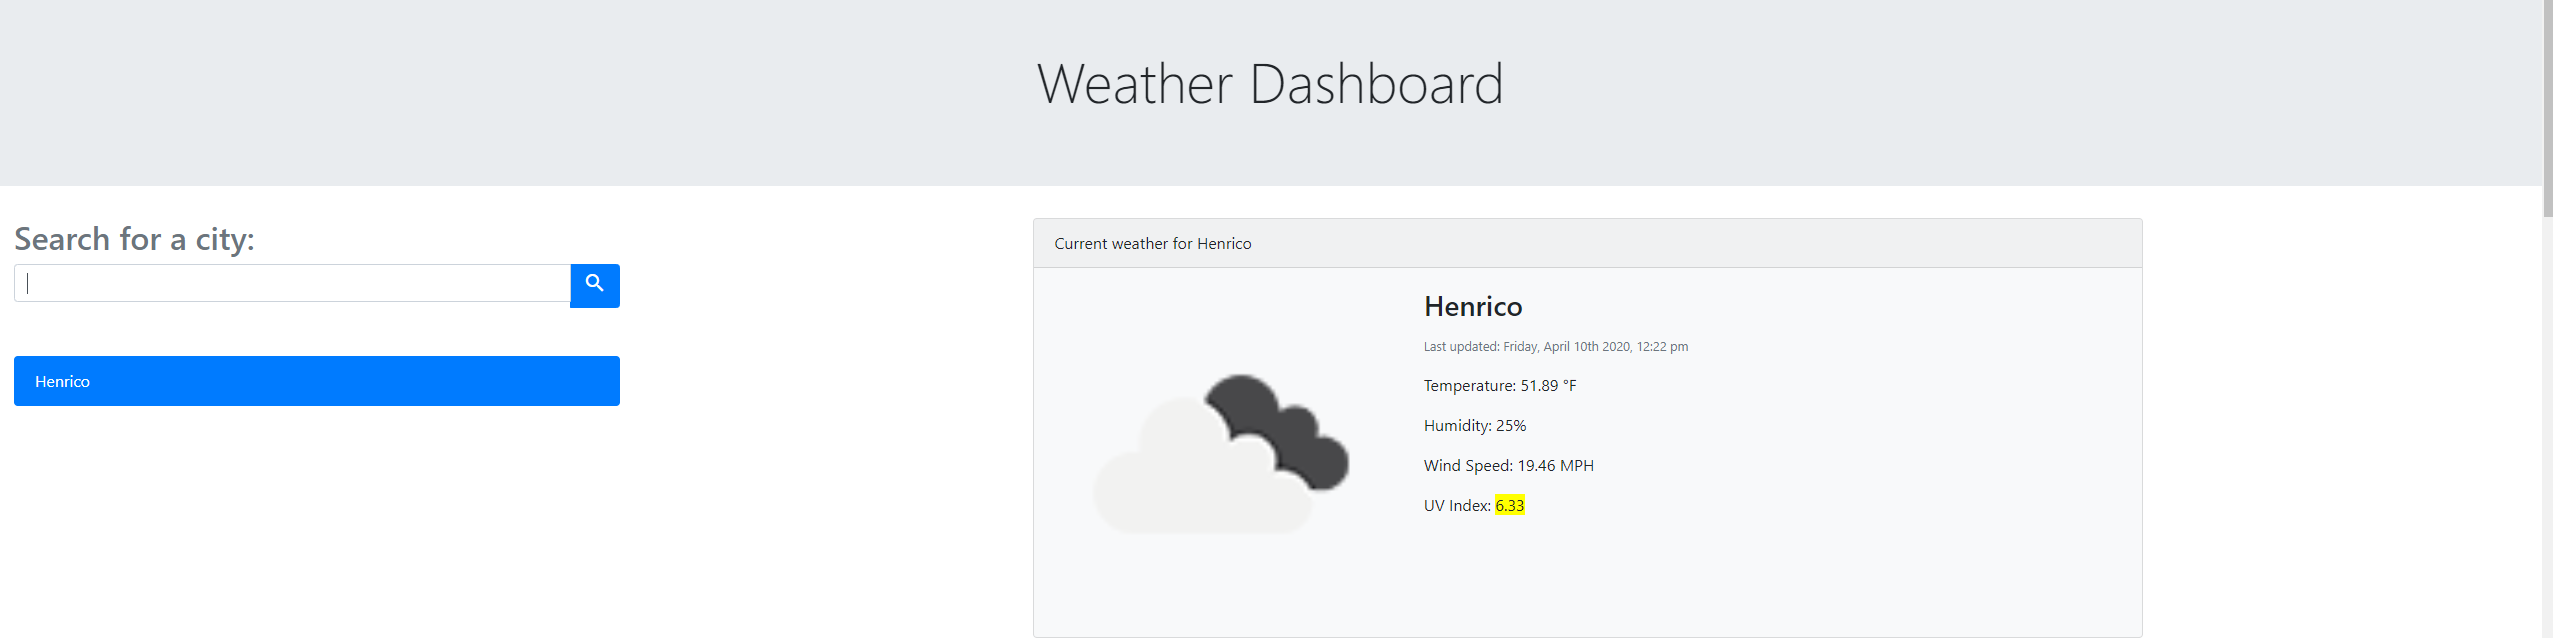 Weather Dashboard
Search for a city:
Henrico
Current weather for Henrico
Henrico
Last updated: Friday, April 10th 2020, 12:22 pm
Temperature: 51.89 °F
Humidity: 25%
Wind Speed: 19.46 MPH
UV Index: 6.33